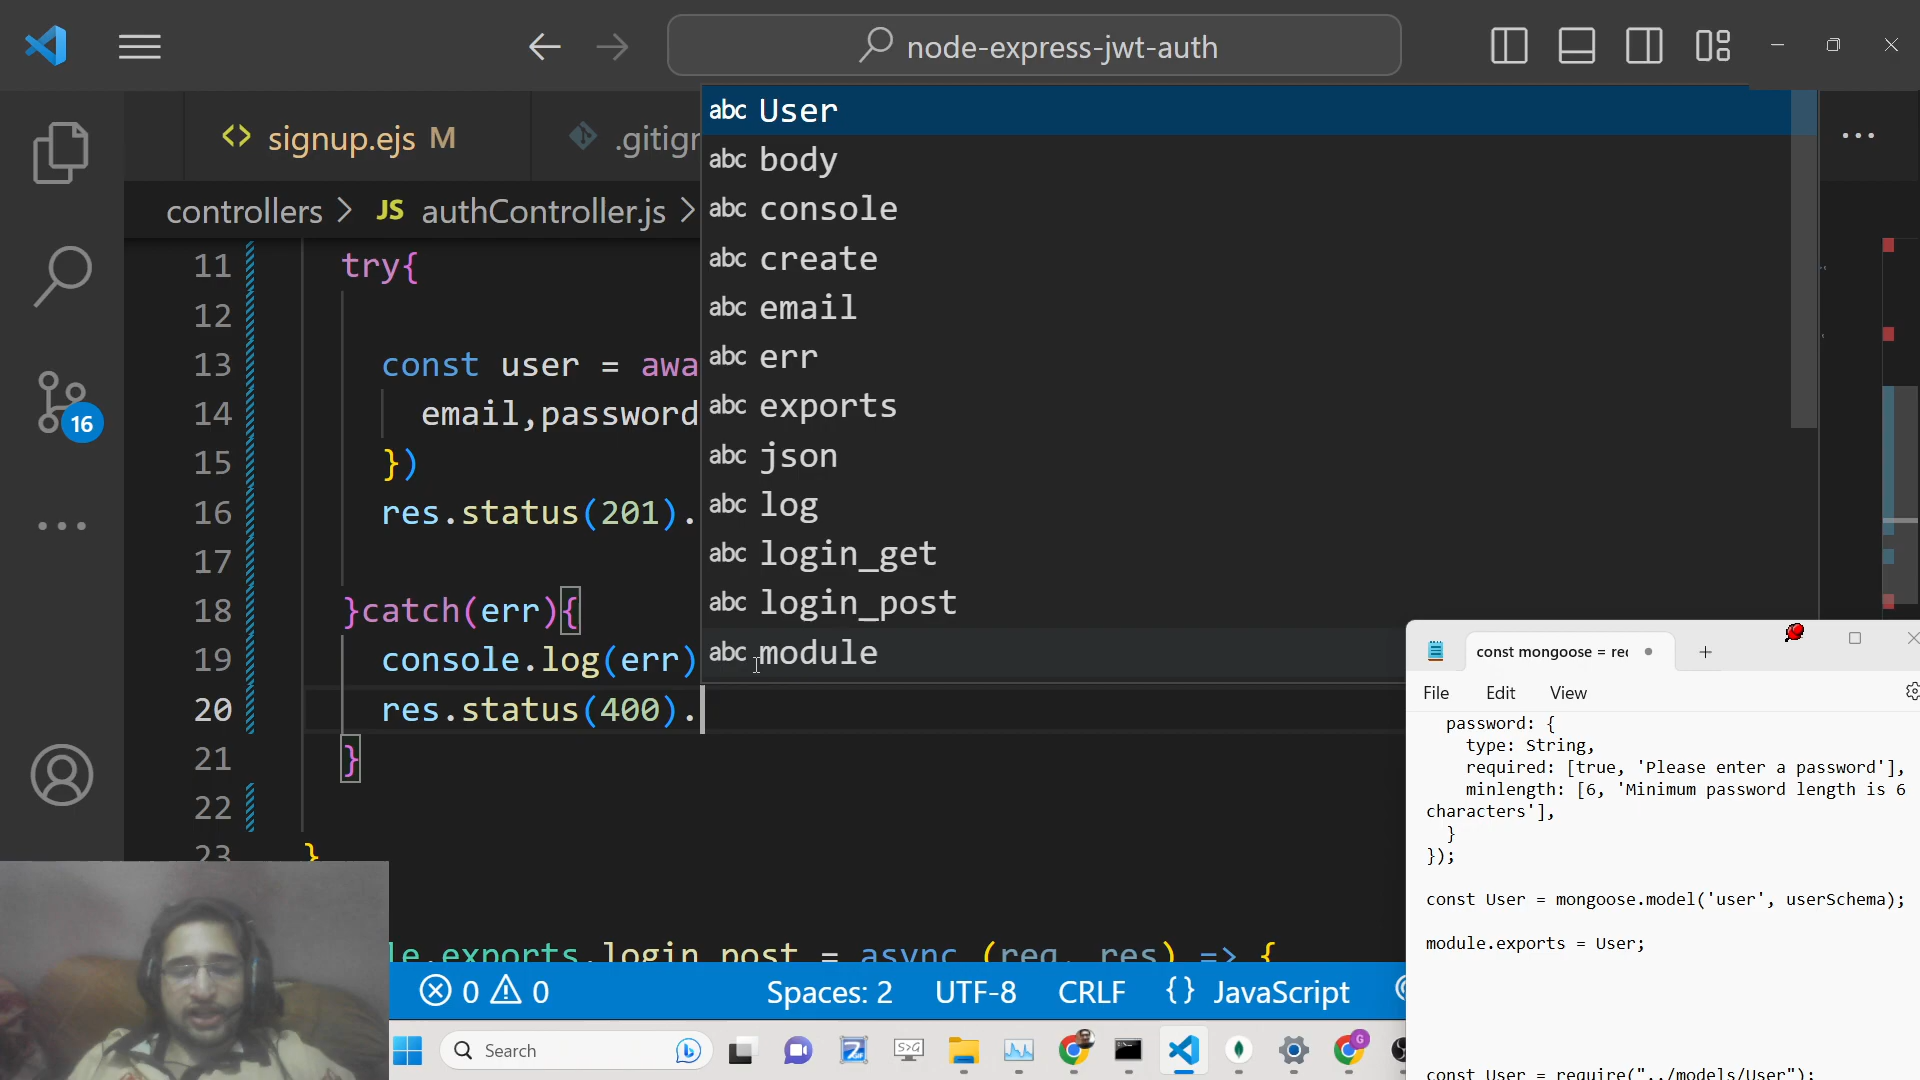 node-express-jwt-auth
signup.ejs M
.gitigr
controllers > JS authController.js >
11 try{
12
13 const user = awa
14 email,password
15 })
16 res.status(201).
17
18 }catch(err){
19 console.log(err)
20 res.status(400).
21 }
22
23 }
le.exports.login_post = async (req, res) => {
abc User
abc body
abc console
abc create
abc email
abc err
abc exports
abc json
abc log
abc login_get
abc login_post
abc module
16
const mongoose = rec
File Edit View
password: {
type: String,
required: [true, 'Please enter a password'],
minlength: [6, 'Minimum password length is 6
characters'],
}
});
const User = mongoose.model('user', userSchema);
module.exports = User;
const User = require("../models/User");
0 0 Spaces: 2 UTF-8 CRLF {} JavaScript
Search
S>G
G